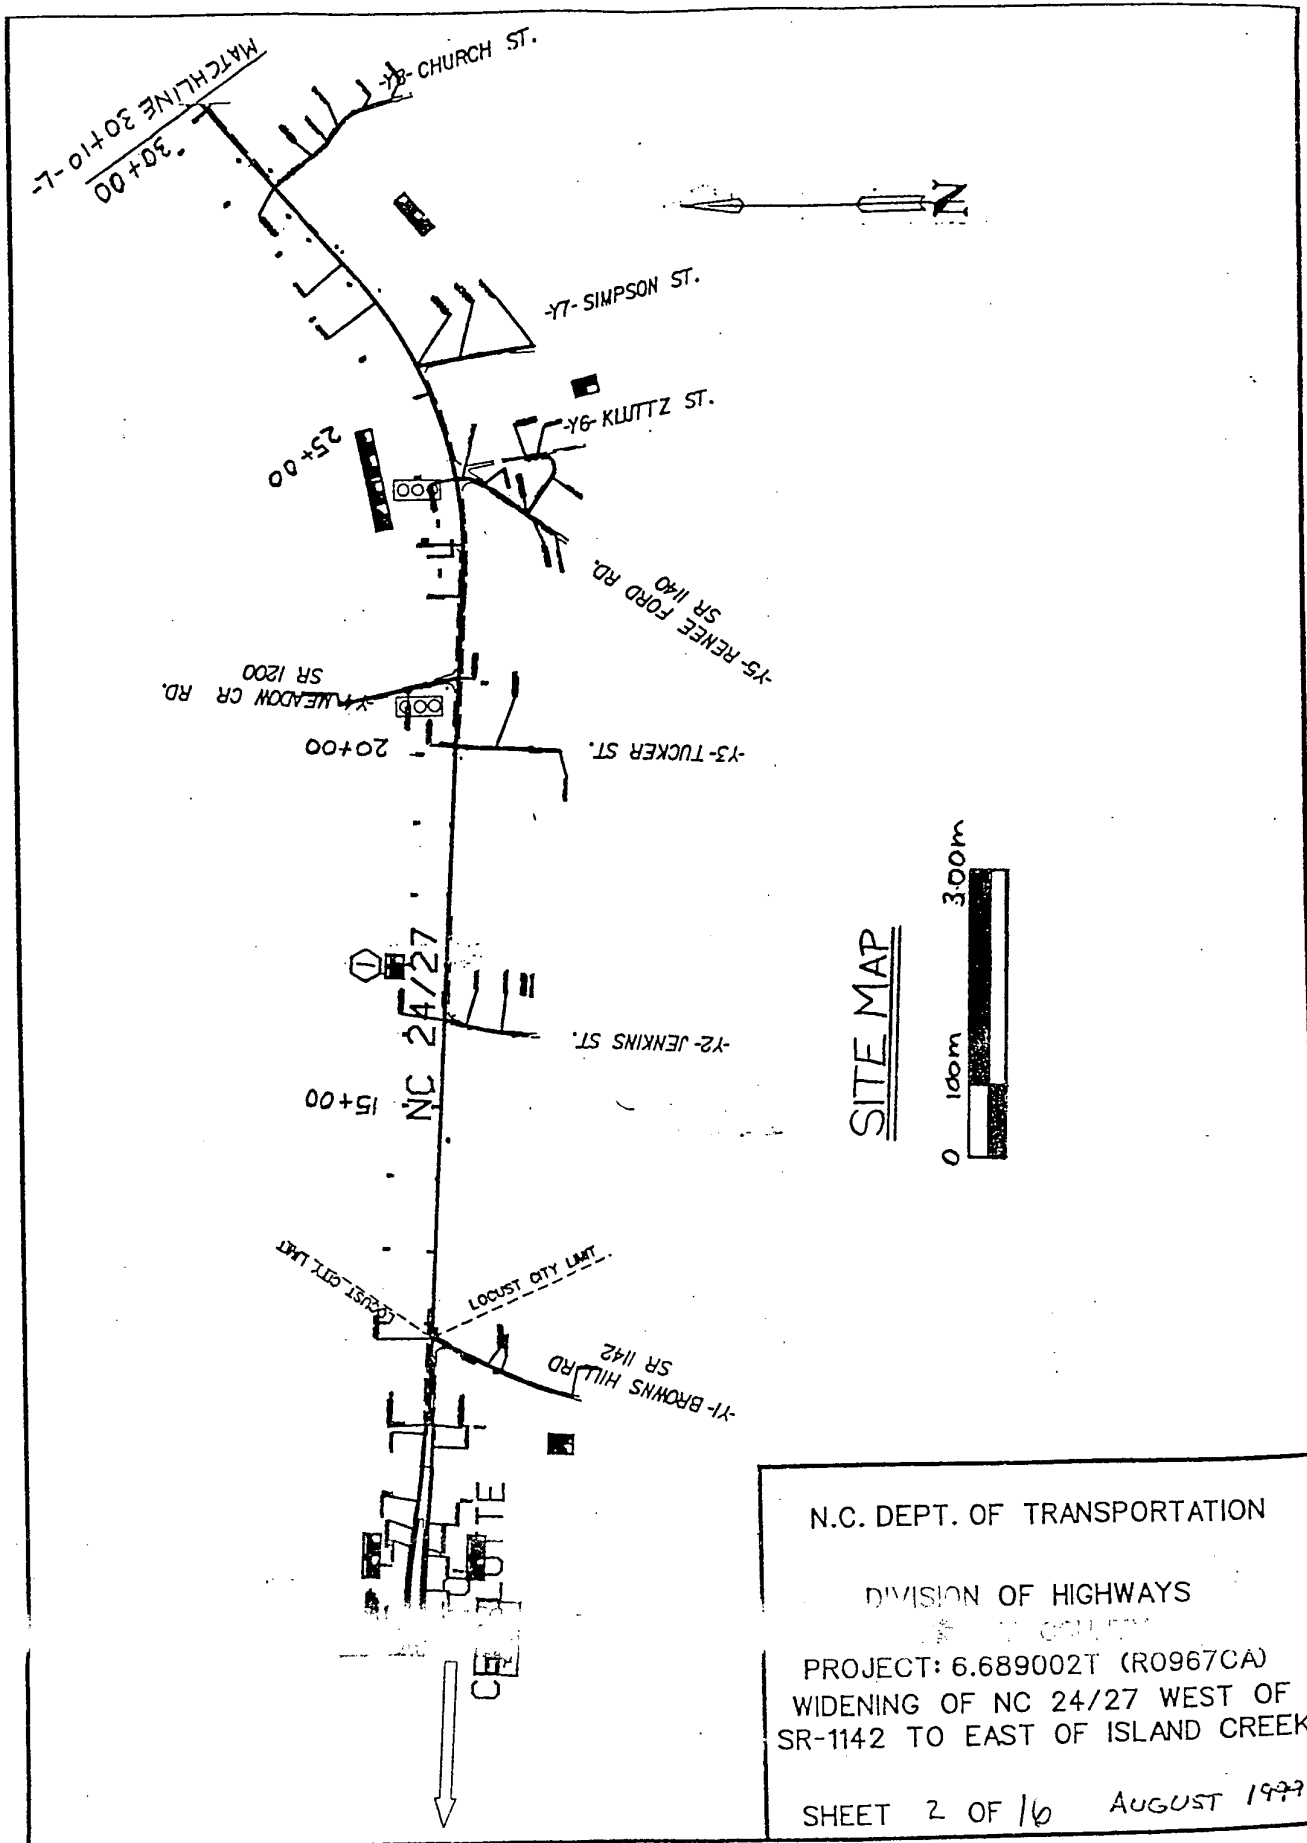 MATCHLINE 30+10 -L-
30+00
-Y8- CHURCH ST.
N
-Y7- SIMPSON ST.
-Y6- KLUTTZ ST.
25+00
-L-
-Y5- RENEE FORD RD.
SR 1140
MEADOW CR RD.
SR 1200
20+00
-Y3- TUCKER ST.
1
NC 24/27
-Y2- JENKINS ST.
15+00
SITE MAP
0 100m 300m
LOCUST CITY LIMIT
LOCUST CITY LIMIT
-Y1- BROWNS HILL RD
SR 1142
N.C. DEPT. OF TRANSPORTATION
DIVISION OF HIGHWAYS
PROJECT: 6.689002T (R0967CA)
WIDENING OF NC 24/27 WEST OF
SR-1142 TO EAST OF ISLAND CREEK
SHEET 2 OF 16 AUGUST